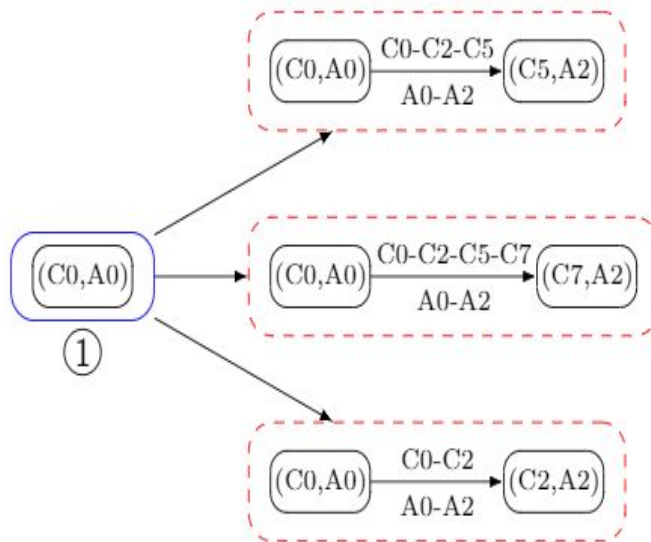 C0-C2-C5
(C0,A0) (C5,A2)
A0-A2
C0-C2-C5-C7
(C0,A0) (C0,A0) (C7,A2)
A0-A2
1
C0-C2
(C0,A0) (C2,A2)
A0-A2